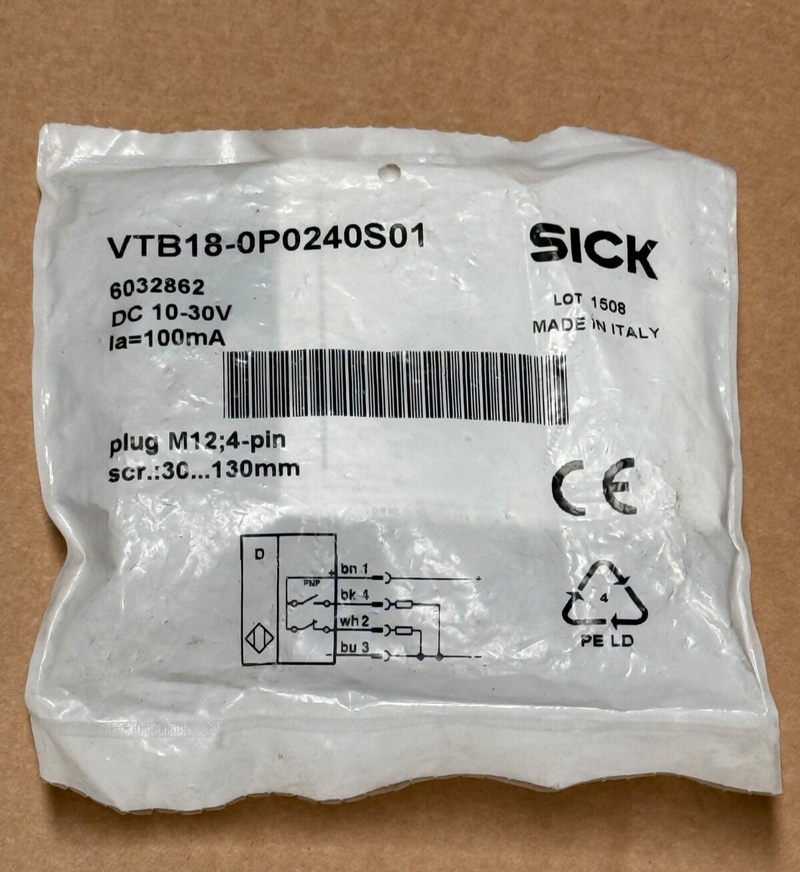 VTB18-0P0240S01
SICK
6032862
DC 10-30V
Ia=100mA
LOT 1508
MADE IN ITALY
plug M12;4-pin
scr.:30...130mm
CE
D
PNP
+ bn 1 +
bk 4
wh 2
- bu 3 -
4
PE LD